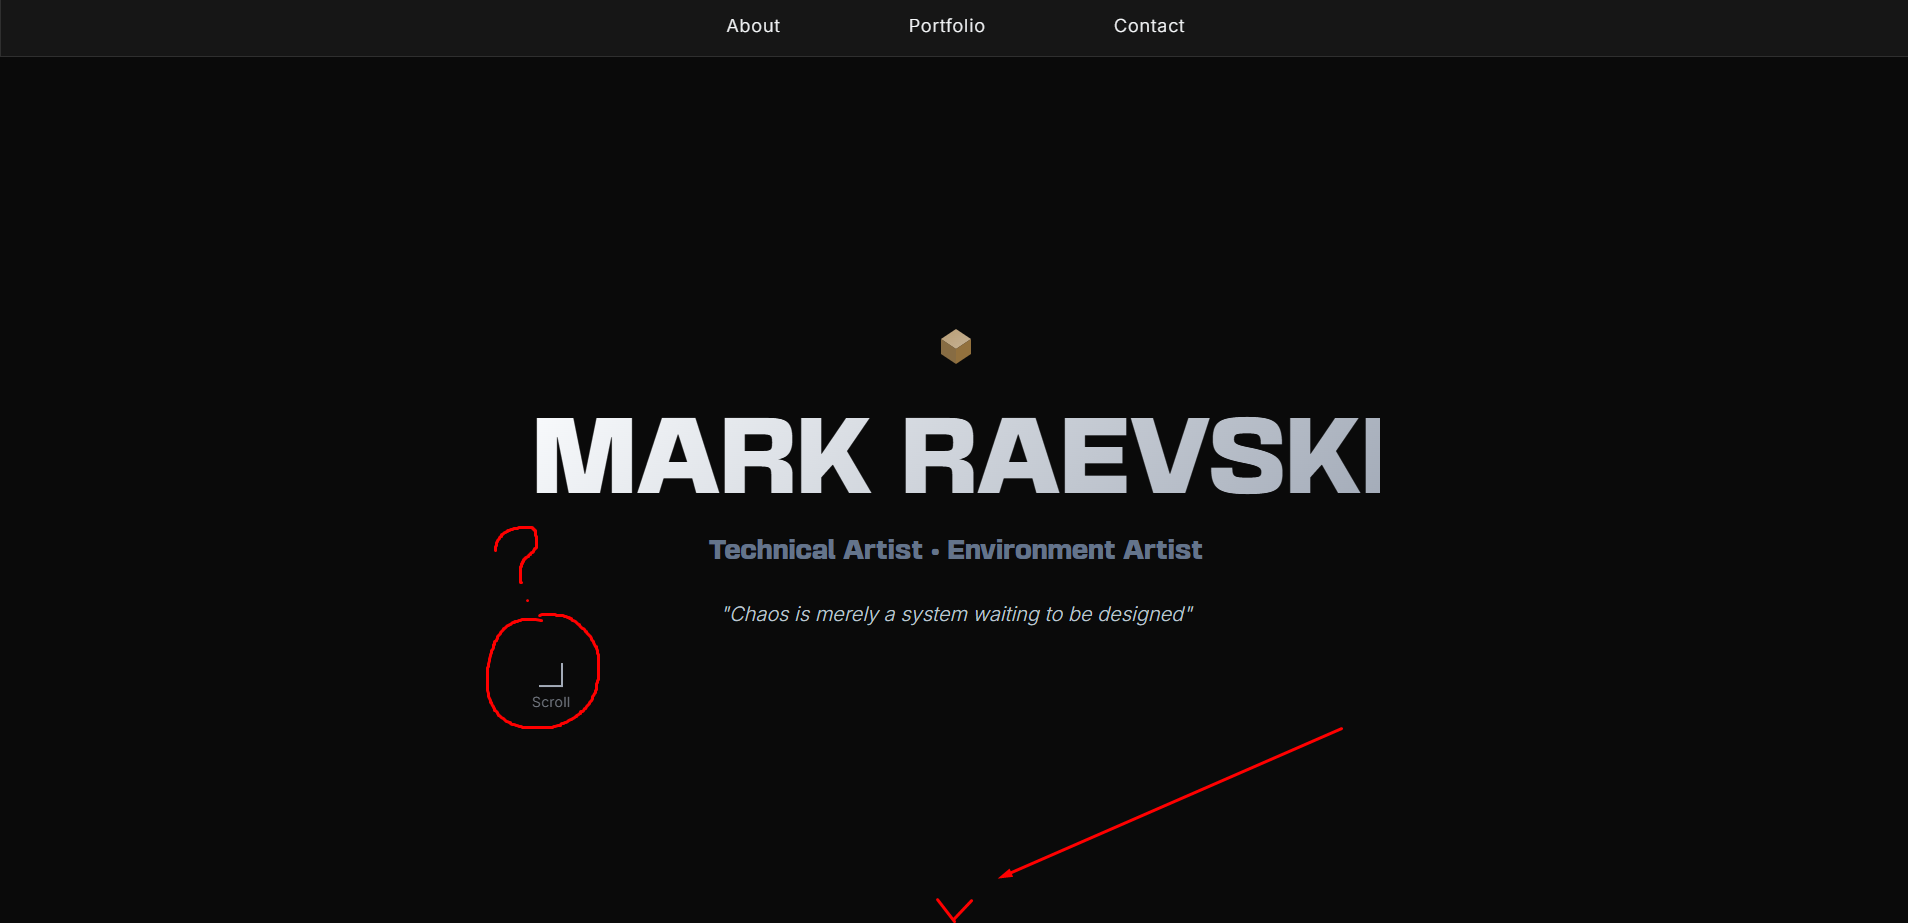 About Portfolio Contact
MARK RAEVSKI
Technical Artist • Environment Artist
"Chaos is merely a system waiting to be designed"
?
Scroll